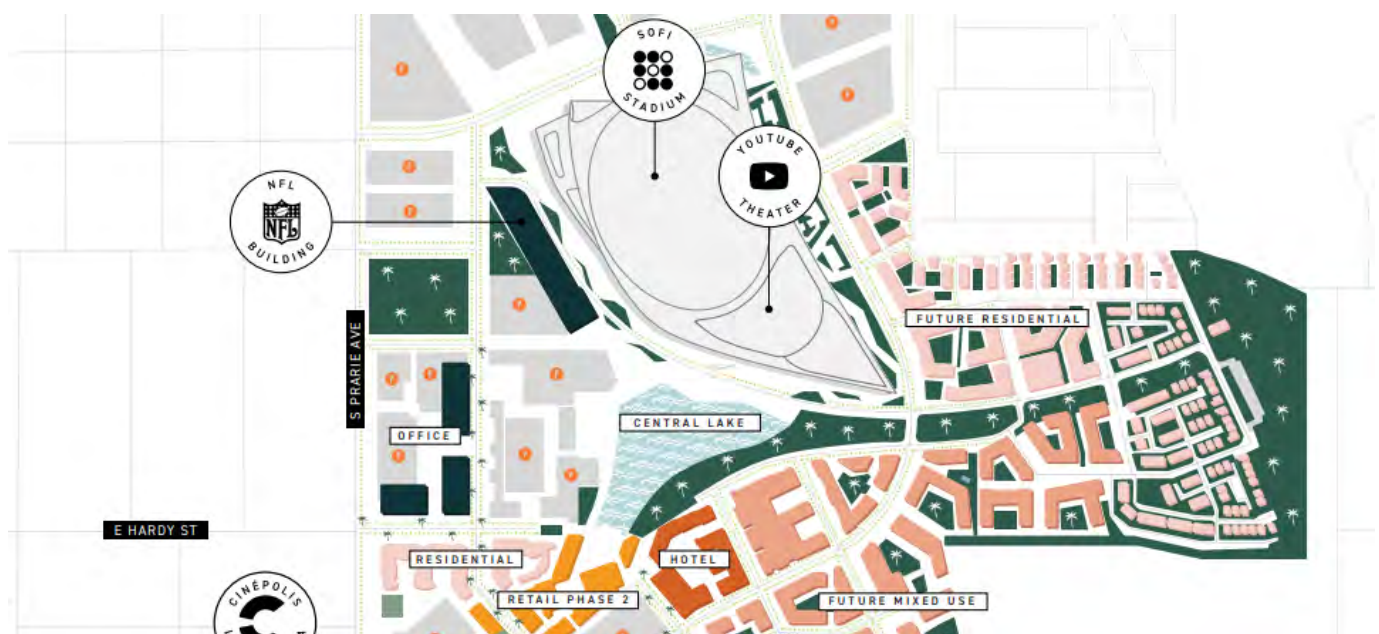 SOFI
STADIUM
YOUTUBE
THEATER
NFL
NFL
BUILDING
FUTURE RESIDENTIAL
S PRARIE AVE
OFFICE
CENTRAL LAKE
E HARDY ST
RESIDENTIAL
HOTEL
RETAIL PHASE 2
FUTURE MIXED USE
CINÉPOLIS